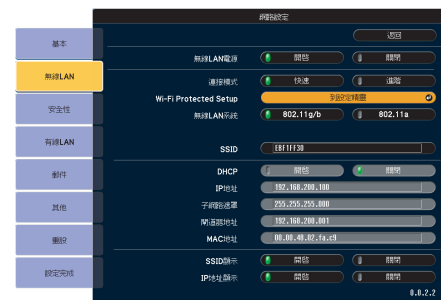 網路設定
返回
基本
無線LAN
安全性
有線LAN
郵件
其他
重設
設定完成
無線LAN電源 開啓 關閉
連接模式 快速 進階
Wi-Fi Protected Setup 到設定精靈
無線LAN系統 802.11g/b 802.11a
SSID EBF1FF30
DHCP 開啓 關閉
IP地址 192.168.200.100
子網路遮罩 255.255.255.000
閘道器地址 192.168.200.001
MAC地址 00.00.48.02.fa.c9
SSID顯示 開啓 關閉
IP地址顯示 開啓 關閉
0.0.2.2